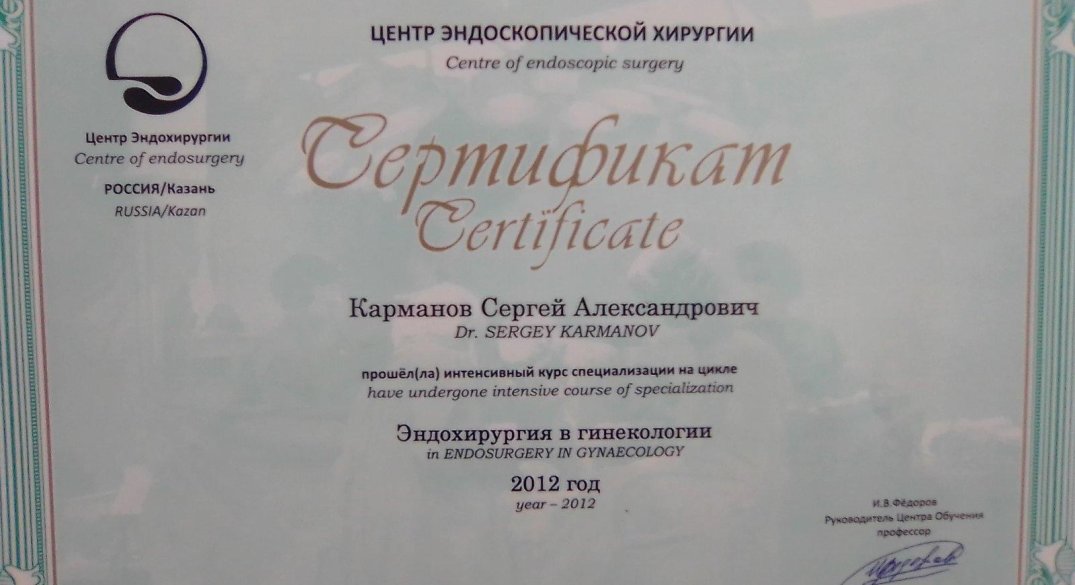 ЦЕНТР ЭНДОСКОПИЧЕСКОЙ ХИРУРГИИ
Centre of endoscopic surgery
Центр Эндохирургии
Centre of endosurgery
РОССИЯ/Казань
RUSSIA/Kazan
Сертификат
Certificate
Карманов Сергей Александрович
Dr. SERGEY KARMANOV
прошёл(ла) интенсивный курс специализации на цикле
have undergone intensive course of specialization
Эндохирургия в гинекологии
in ENDOSURGERY IN GYNAECOLOGY
2012 год
year – 2012
И.В.Фёдоров
Руководитель Центра Обучения
профессор